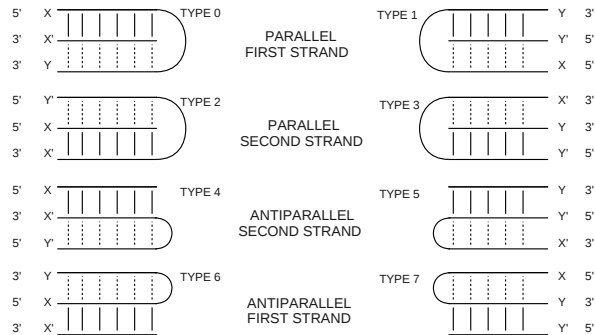 5' X TYPE 0
3' X'
3' Y
PARALLEL
FIRST STRAND
TYPE 1 Y 3'
Y' 5'
X 5'
5' Y' TYPE 2
5' X
3' X'
PARALLEL
SECOND STRAND
TYPE 3 X' 3'
Y 3'
Y' 5'
5' X TYPE 4
3' X'
5' Y'
ANTIPARALLEL
SECOND STRAND
TYPE 5 Y 3'
Y' 5'
X' 3'
3' Y TYPE 6
5' X
3' X'
ANTIPARALLEL
FIRST STRAND
TYPE 7 X 5'
Y 3'
Y' 5'